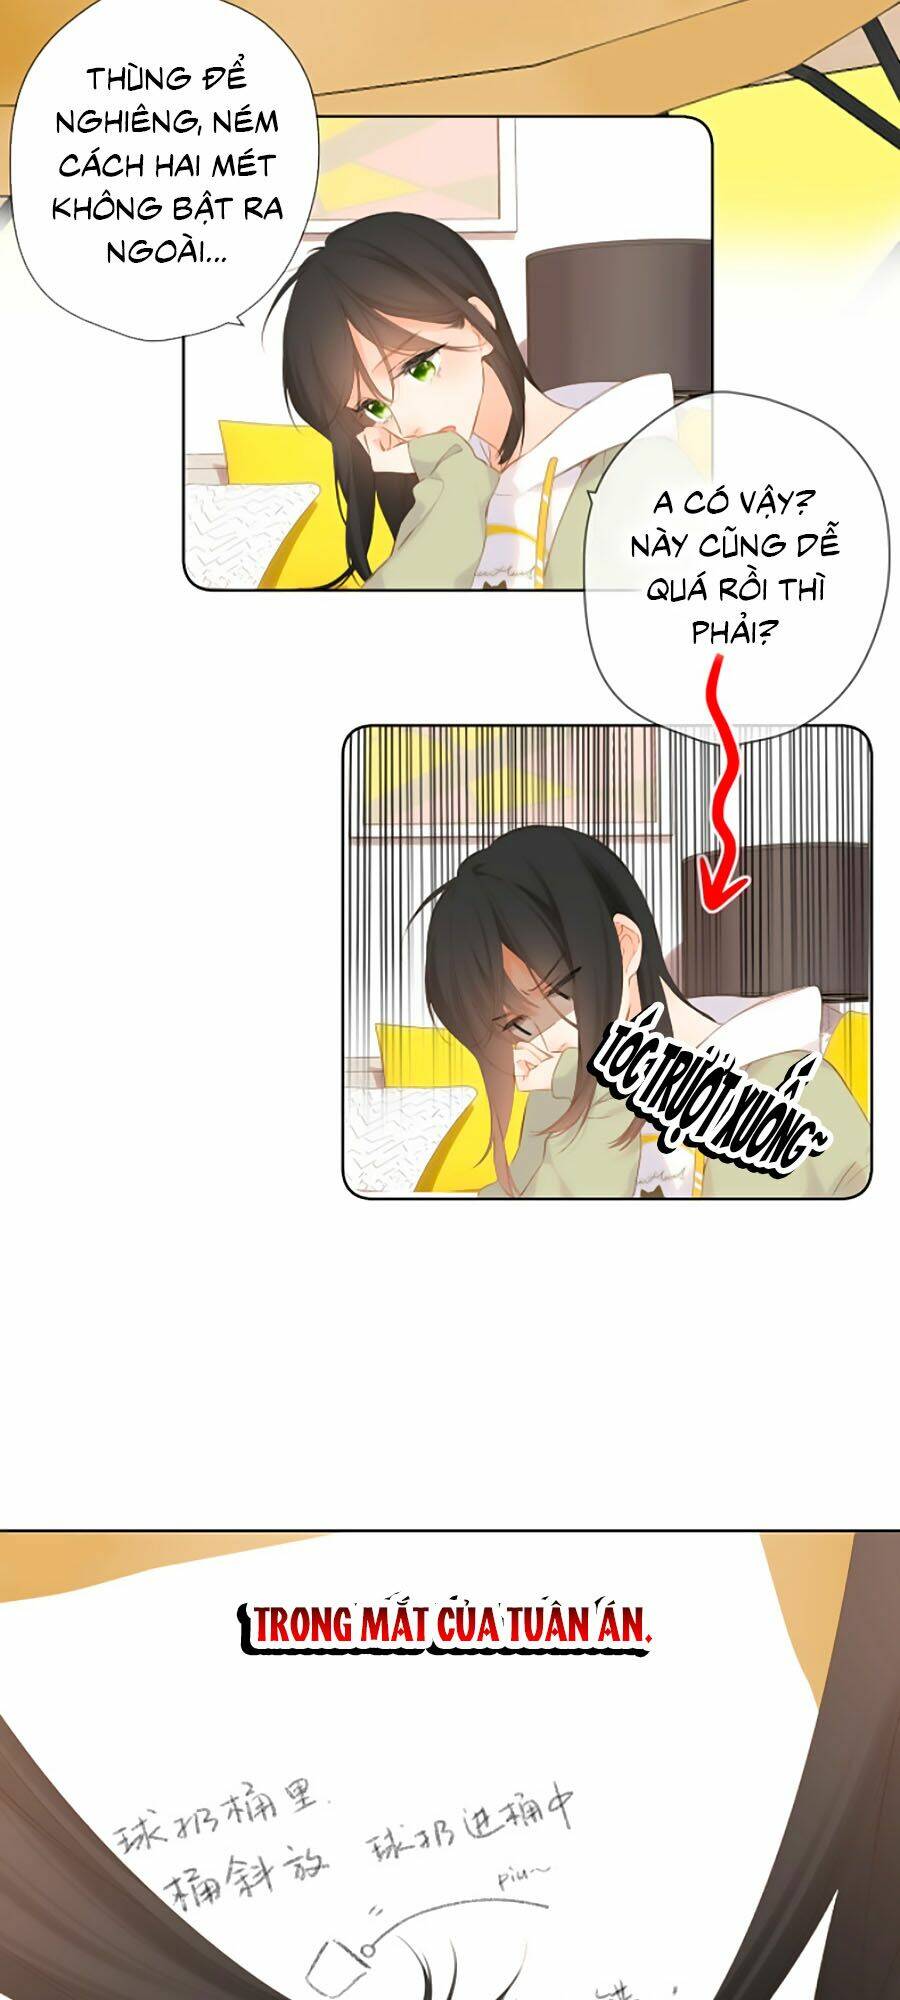 THÙNG ĐỂ
NGHIÊNG, NÉM
CÁCH HAI MÉT
KHÔNG BẬT RA
NGOÀI...
A CÓ VẬY?
NÀY CŨNG DỄ
QUÁ RỒI THÌ
PHẢI?
TÓC TRƯỢT XUỐNG~
TRONG MẮT CỦA TUÂN ÁN.
球扔桶里.
桶斜放 球扔进桶中
piu~